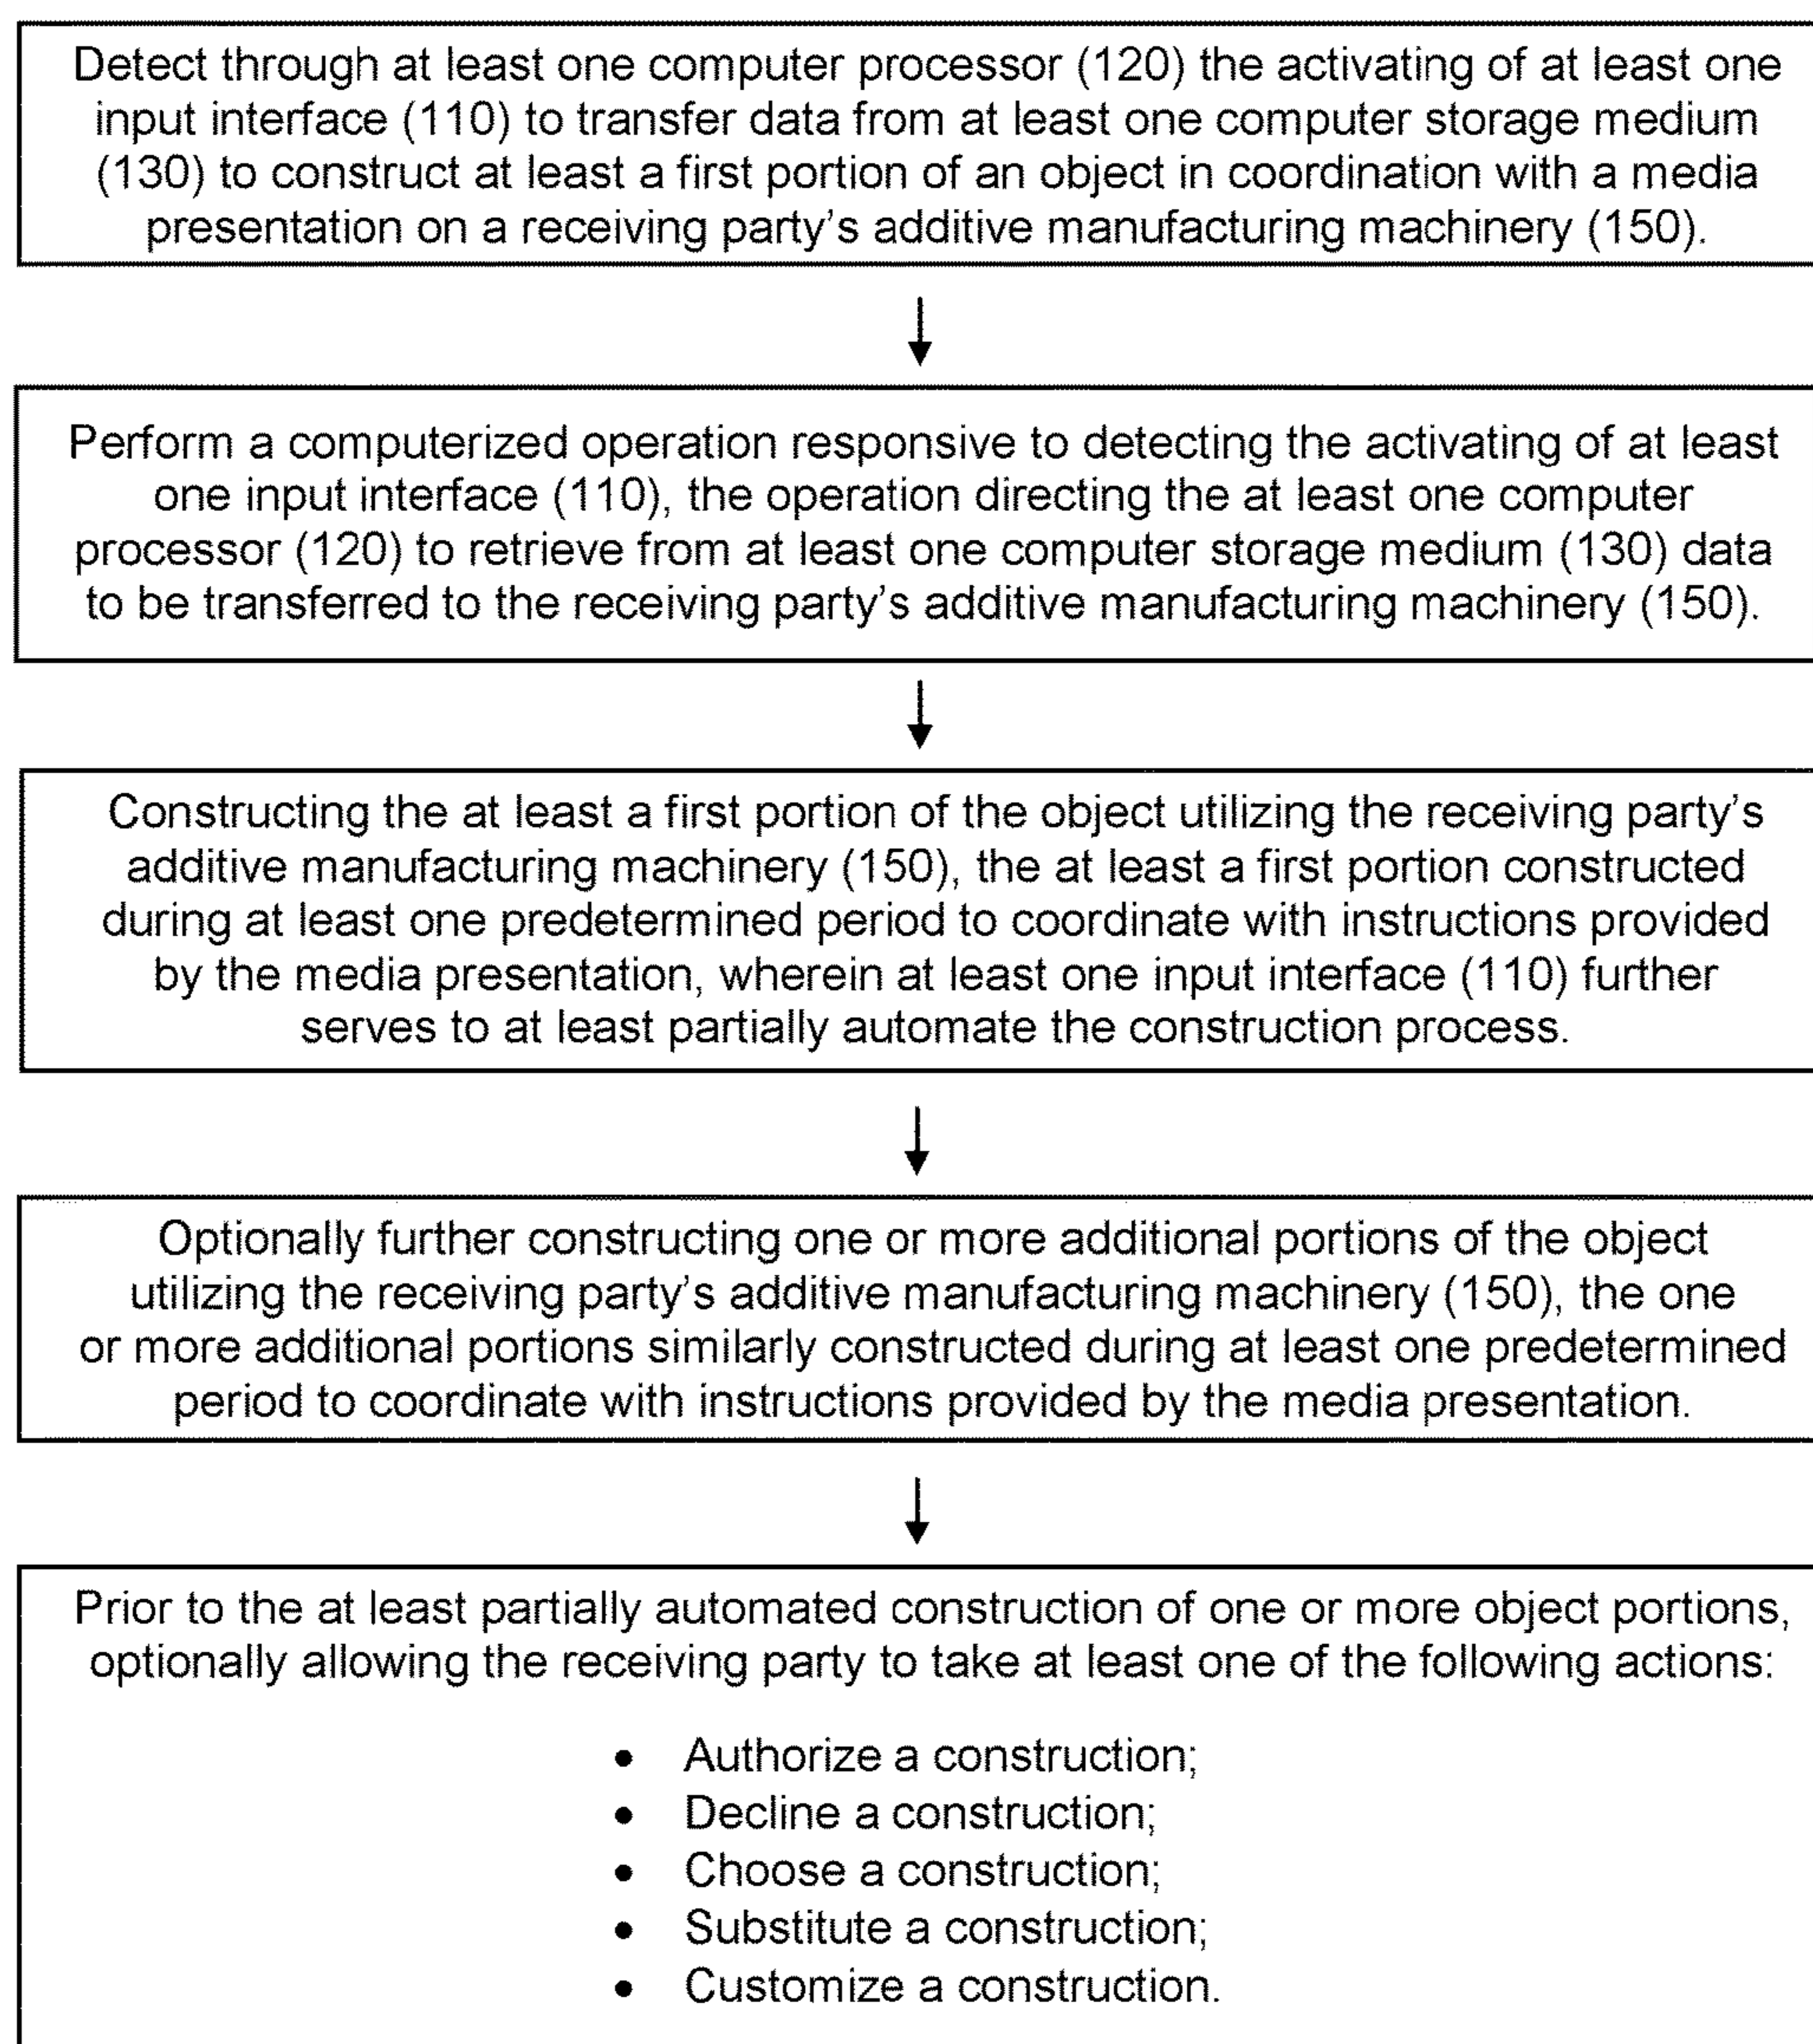 Detect through at least one computer processor (120) the activating of at least one
input interface (110) to transfer data from at least one computer storage medium
(130) to construct at least a first portion of an object in coordination with a media
presentation on a receiving party's additive manufacturing machinery (150).
Perform a computerized operation responsive to detecting the activating of at least
one input interface (110), the operation directing the at least one computer
processor (120) to retrieve from at least one computer storage medium (130) data
to be transferred to the receiving party's additive manufacturing machinery (150).
Constructing the at least a first portion of the object utilizing the receiving party's
additive manufacturing machinery (150), the at least a first portion constructed
during at least one predetermined period to coordinate with instructions provided
by the media presentation, wherein at least one input interface (110) further
serves to at least partially automate the construction process.
Optionally further constructing one or more additional portions of the object
utilizing the receiving party's additive manufacturing machinery (150), the one
or more additional portions similarly constructed during at least one predetermined
period to coordinate with instructions provided by the media presentation.
Prior to the at least partially automated construction of one or more object portions,
optionally allowing the receiving party to take at least one of the following actions:
• Authorize a construction;
• Decline a construction;
• Choose a construction;
• Substitute a construction;
• Customize a construction.